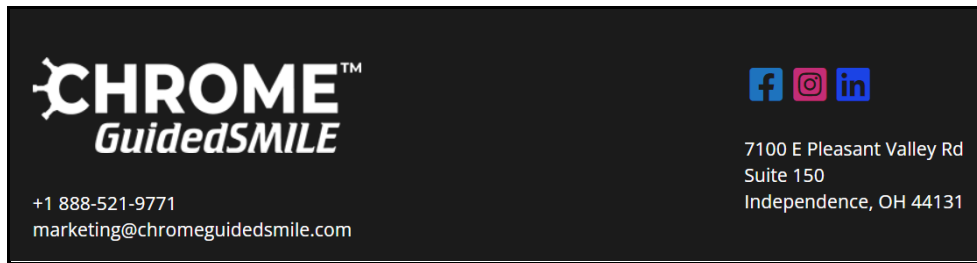 CHROME™
GuidedSMILE
+1 888-521-9771
marketing@chromeguidedsmile.com
7100 E Pleasant Valley Rd
Suite 150
Independence, OH 44131